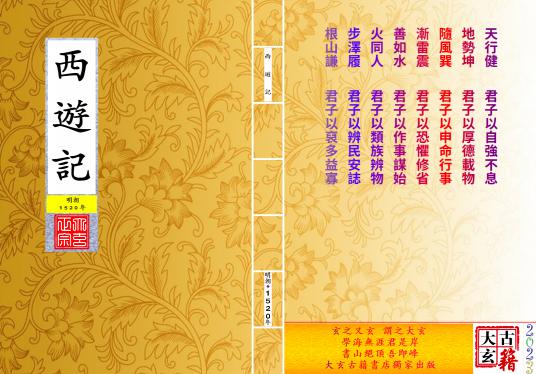 西遊記
明朝
1520年
西遊記
明朝•1520年
天行健 君子以自強不息
地勢坤 君子以厚德載物
隨風巽 君子以申命行事
漸雷震 君子以恐懼修省
善如水 君子以作事謀始
火同人 君子以類族辨物
步澤履 君子以辨民安誌
根山謙 君子以裒多益寡
玄之又玄 謂之大玄
學海無涯君是岸
書山絕頂吾即峰
大玄古籍書店獨家出版
古籍
大玄
2023